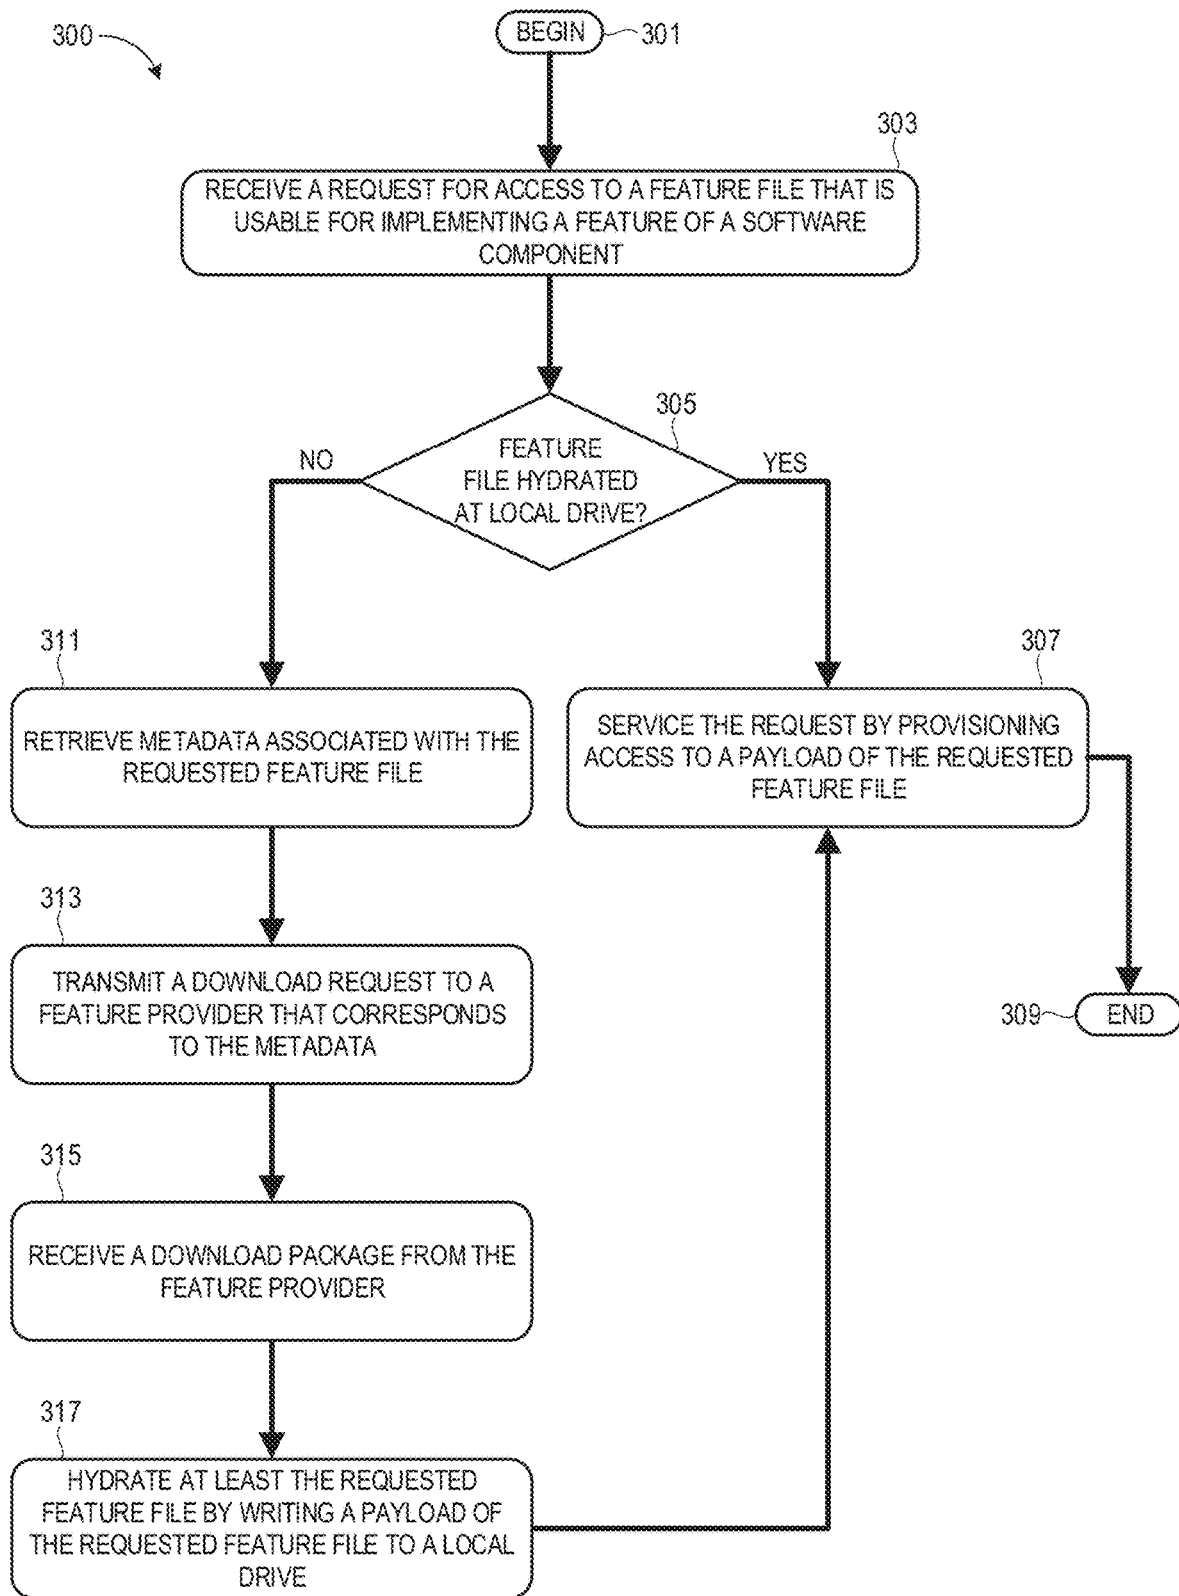 300
BEGIN
301
303
RECEIVE A REQUEST FOR ACCESS TO A FEATURE FILE THAT IS
USABLE FOR IMPLEMENTING A FEATURE OF A SOFTWARE
COMPONENT
305
FEATURE
FILE HYDRATED
AT LOCAL DRIVE?
NO
YES
311
RETRIEVE METADATA ASSOCIATED WITH THE
REQUESTED FEATURE FILE
307
SERVICE THE REQUEST BY PROVISIONING
ACCESS TO A PAYLOAD OF THE REQUESTED
FEATURE FILE
313
TRANSMIT A DOWNLOAD REQUEST TO A
FEATURE PROVIDER THAT CORRESPONDS
TO THE METADATA
309
END
315
RECEIVE A DOWNLOAD PACKAGE FROM THE
FEATURE PROVIDER
317
HYDRATE AT LEAST THE REQUESTED
FEATURE FILE BY WRITING A PAYLOAD OF
THE REQUESTED FEATURE FILE TO A LOCAL
DRIVE